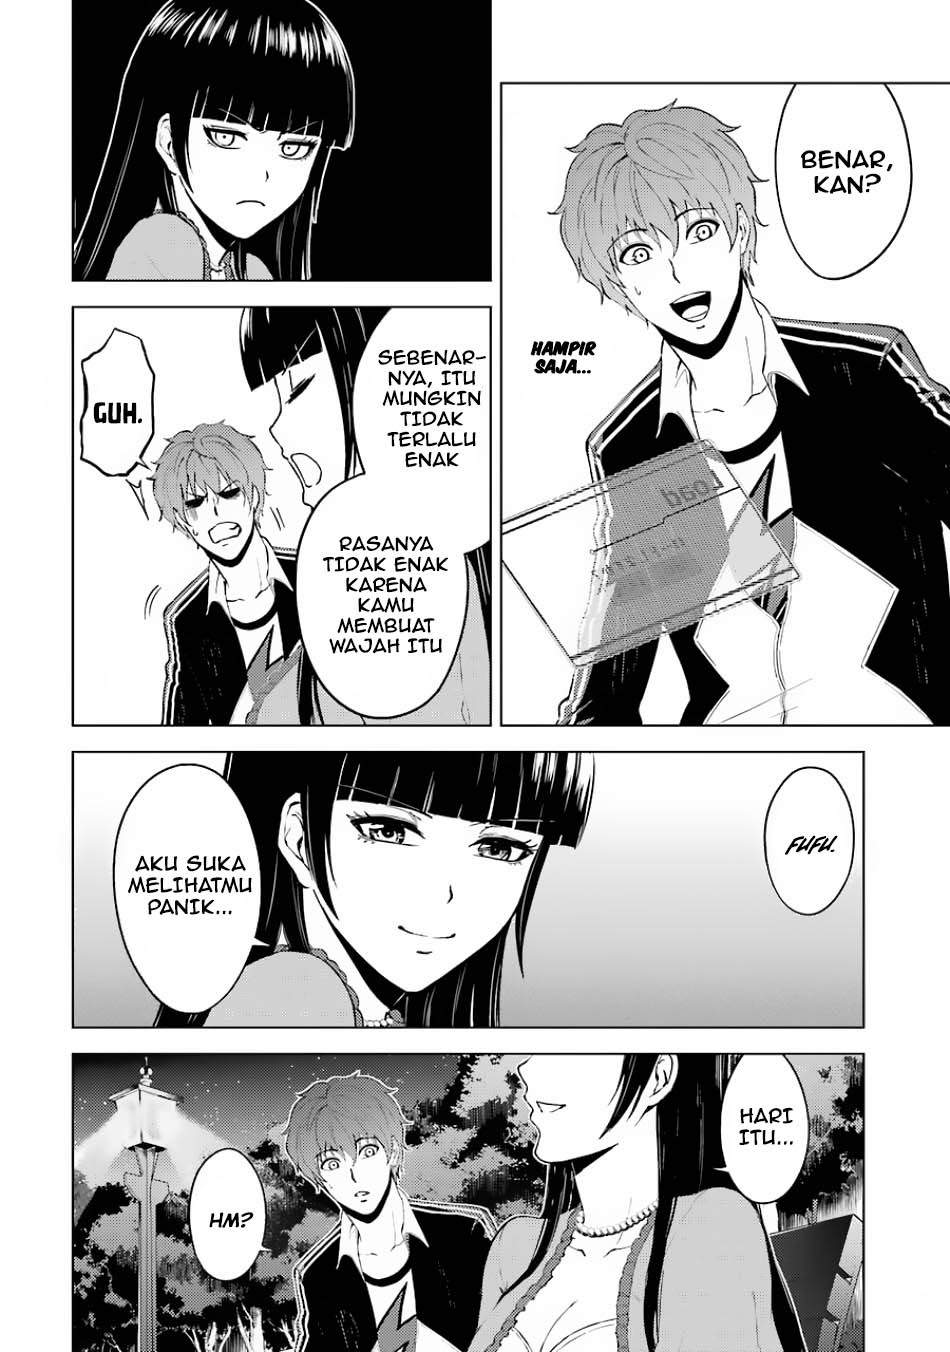 BENAR,
KAN?
HAMPIR
SAJA...
SEBENAR-
NYA, ITU
MUNGKIN
TIDAK
TERLALU
ENAK
RASANYA
TIDAK ENAK
KARENA
KAMU
MEMBUAT
WAJAH ITU
GUH.
FUFU.
AKU SUKA
MELIHATMU
PANIK...
HARI
ITU...
HM?